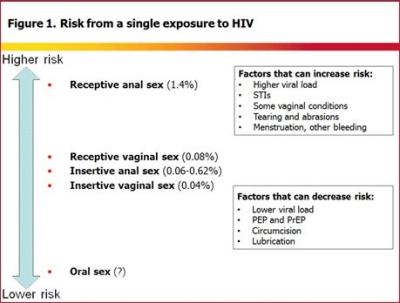 Figure 1. Risk from a single exposure to HIV
Higher risk
• Receptive anal sex (1.4%)
• Receptive vaginal sex (0.08%)
• Insertive anal sex (0.06-0.62%)
• Insertive vaginal sex (0.04%)
• Oral sex (?)
Lower risk
Factors that can increase risk:
• Higher viral load
• STIs
• Some vaginal conditions
• Tearing and abrasions
• Menstruation, other bleeding
Factors that can decrease risk:
• Lower viral load
• PEP and PrEP
• Circumcision
• Lubrication